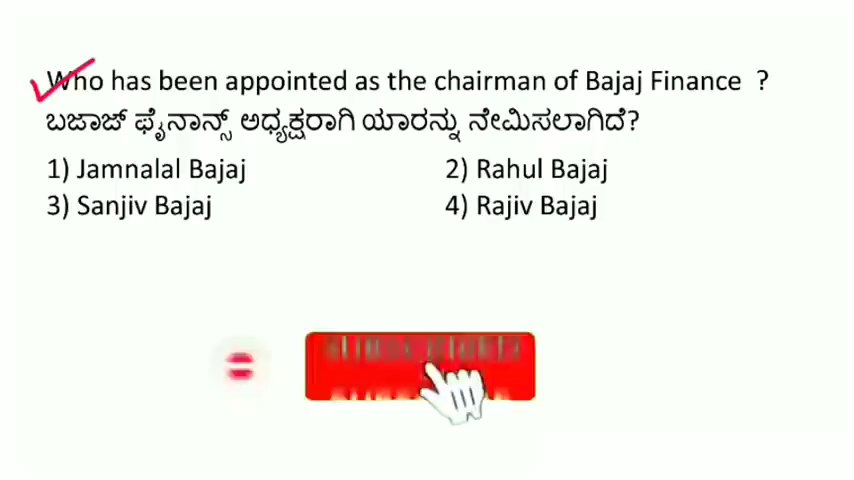 Who has been appointed as the chairman of Bajaj Finance ?
ಬಜಾಜ್ ಫೈನಾನ್ಸ್ ಅಧ್ಯಕ್ಷರಾಗಿ ಯಾರನ್ನು ನೇಮಿಸಲಾಗಿದೆ?
1) Jamnalal Bajaj 2) Rahul Bajaj
3) Sanjiv Bajaj 4) Rajiv Bajaj